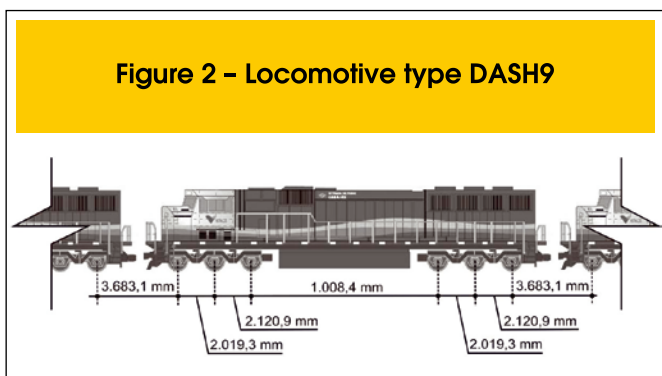 Figure 2 – Locomotive type DASH9
VALE
3.683,1 mm
1.008,4 mm
3.683,1 mm
2.120,9 mm
2.120,9 mm
2.019,3 mm
2.019,3 mm